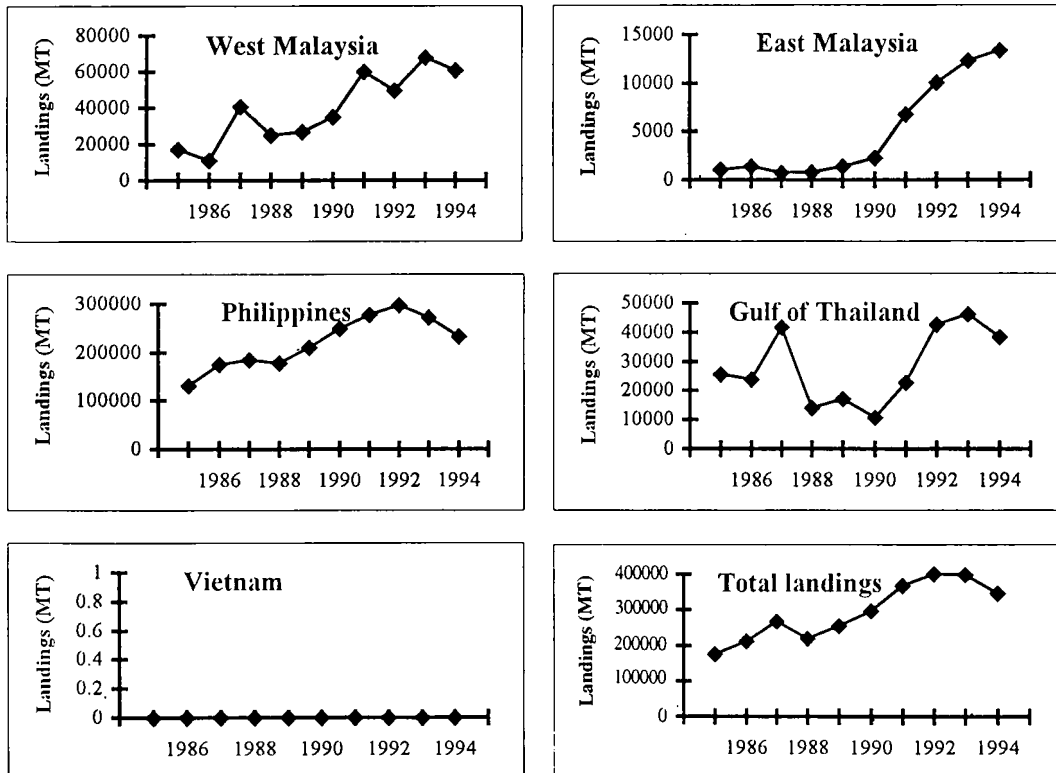 West Malaysia
Landings (MT)
80000
60000
40000
20000
0
1986 1988 1990 1992 1994
East Malaysia
Landings (MT)
15000
10000
5000
0
1986 1988 1990 1992 1994
Philippines
Landings (MT)
300000
200000
100000
0
1986 1988 1990 1992 1994
Gulf of Thailand
Landings (MT)
50000
40000
30000
20000
10000
0
1986 1988 1990 1992 1994
Vietnam
Landings (MT)
1
0.8
0.6
0.4
0.2
0
1986 1988 1990 1992 1994
Total landings
Landings (MT)
400000
300000
200000
100000
0
1986 1988 1990 1992 1994